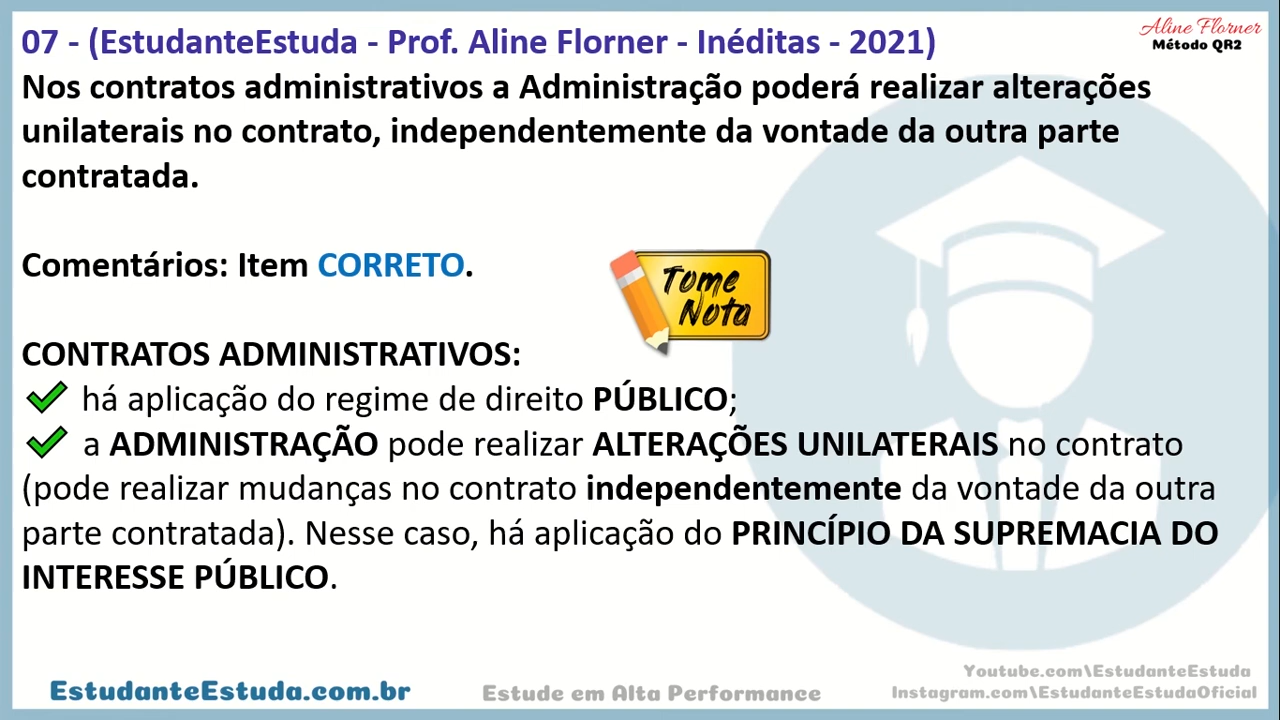 07 - (EstudanteEstuda - Prof. Aline Florner - Inéditas - 2021)
Aline Florner
Método QR2
Nos contratos administrativos a Administração poderá realizar alterações
unilaterais no contrato, independentemente da vontade da outra parte
contratada.
Comentários: Item CORRETO.
Tome
Nota
CONTRATOS ADMINISTRATIVOS:
há aplicação do regime de direito PÚBLICO;
a ADMINISTRAÇÃO pode realizar ALTERAÇÕES UNILATERAIS no contrato
(pode realizar mudanças no contrato independentemente da vontade da outra
parte contratada). Nesse caso, há aplicação do PRINCÍPIO DA SUPREMACIA DO
INTERESSE PÚBLICO.
EstudanteEstuda.com.br
Estude em Alta Performance
Youtube.com\EstudanteEstuda
Instagram.com\EstudanteEstudaOficial